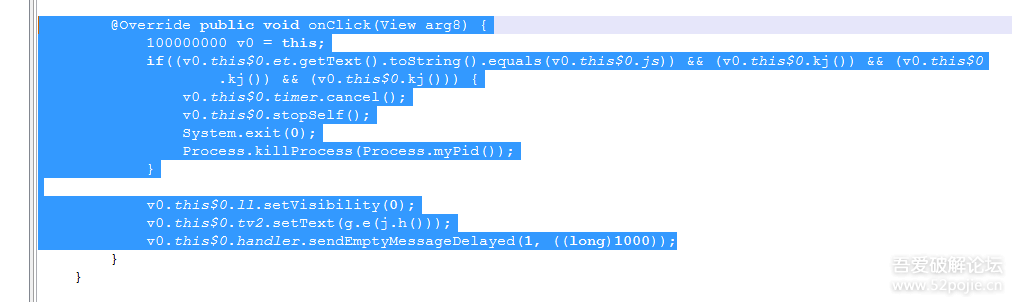 @Override public void onClick(View arg8) {
100000000 v0 = this;
if((v0.this$0.et.getText().toString().equals(v0.this$0.js)) && (v0.this$0.kj()) && (v0.this$0
.kj()) && (v0.this$0.kj())) {
v0.this$0.timer.cancel();
v0.this$0.stopSelf();
System.exit(0);
Process.killProcess(Process.myPid());
}
v0.this$0.ll.setVisibility(0);
v0.this$0.tv2.setText(g.e(j.h()));
v0.this$0.handler.sendEmptyMessageDelayed(1, ((long)1000));
}
}
吾爱破解论坛
www.52pojie.cn